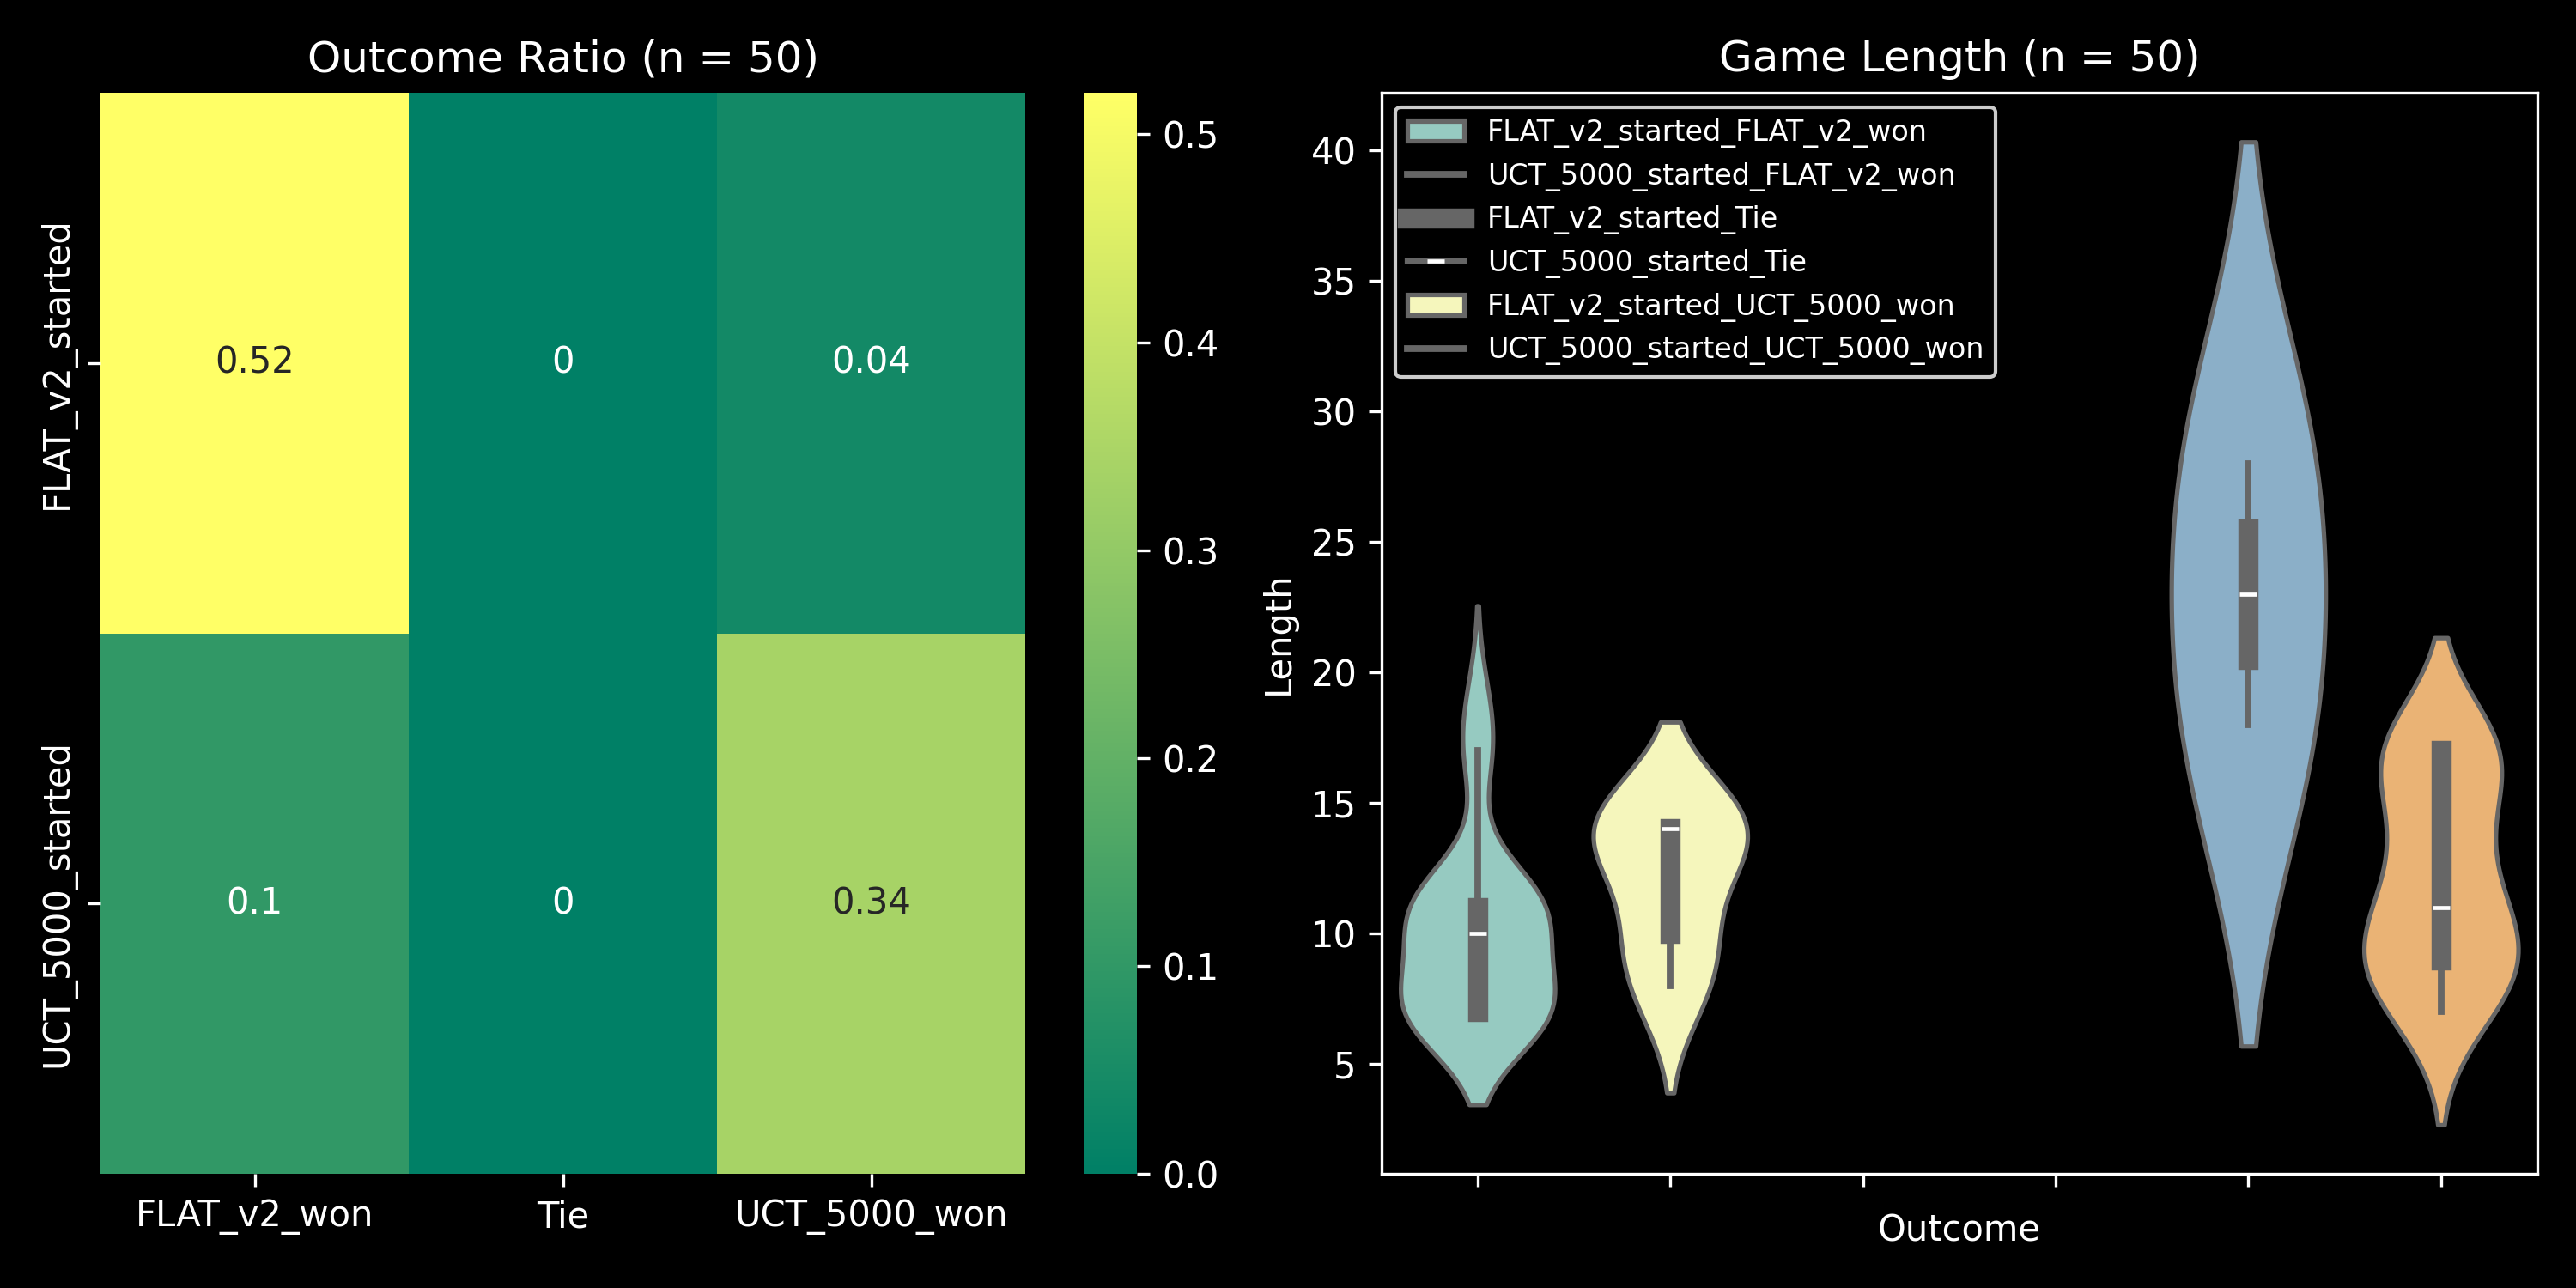 Outcome Ratio (n = 50)
FLAT_v2_started
UCT_5000_started
0.52
0
0.04
0.1
0
0.34
FLAT_v2_won
Tie
UCT_5000_won
0.5
0.4
0.3
0.2
0.1
0.0
Game Length (n = 50)
FLAT_v2_started_FLAT_v2_won
UCT_5000_started_FLAT_v2_won
FLAT_v2_started_Tie
UCT_5000_started_Tie
FLAT_v2_started_UCT_5000_won
UCT_5000_started_UCT_5000_won
Length
40
35
30
25
20
15
10
5
Outcome